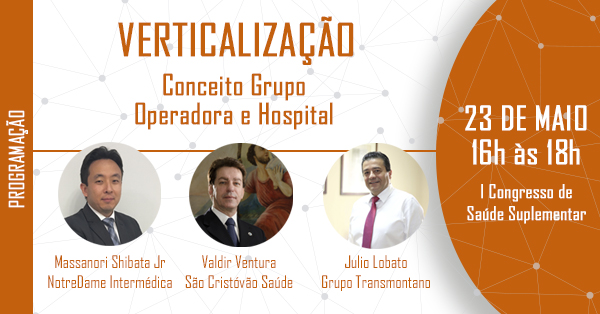 PROGRAMAÇÃO
VERTICALIZAÇÃO
Conceito Grupo
Operadora e Hospital
Massanori Shibata Jr
NotreDame Intermédica
Valdir Ventura
São Cristóvão Saúde
Julio Lobato
Grupo Transmontano
23 DE MAIO
16h às 18h
I Congresso de
Saúde Suplementar